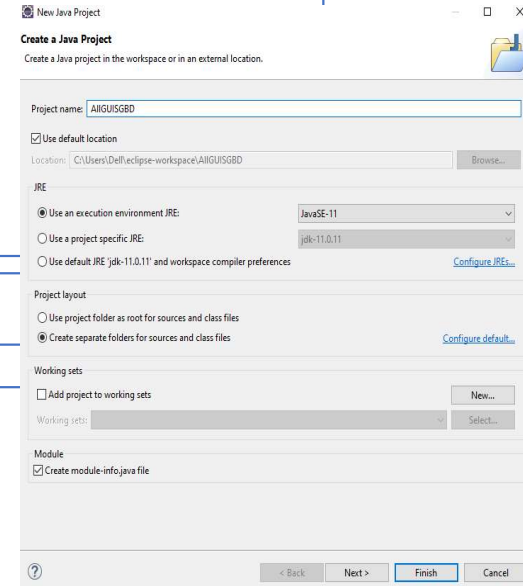 New Java Project
Create a Java Project
Create a Java project in the workspace or in an external location.
Project name: AllGUISGBD
Use default location
Location: C:\Users\Dell\eclipse-workspace\AllGUISGBD Browse...
JRE
Use an execution environment JRE: JavaSE-11
Use a project specific JRE: jdk-11.0.11
Use default JRE 'jdk-11.0.11' and workspace compiler preferences Configure JREs...
Project layout
Use project folder as root for sources and class files
Create separate folders for sources and class files Configure default...
Working sets
Add project to working sets New...
Working sets: Select...
Module
Create module-info.java file
? < Back Next > Finish Cancel